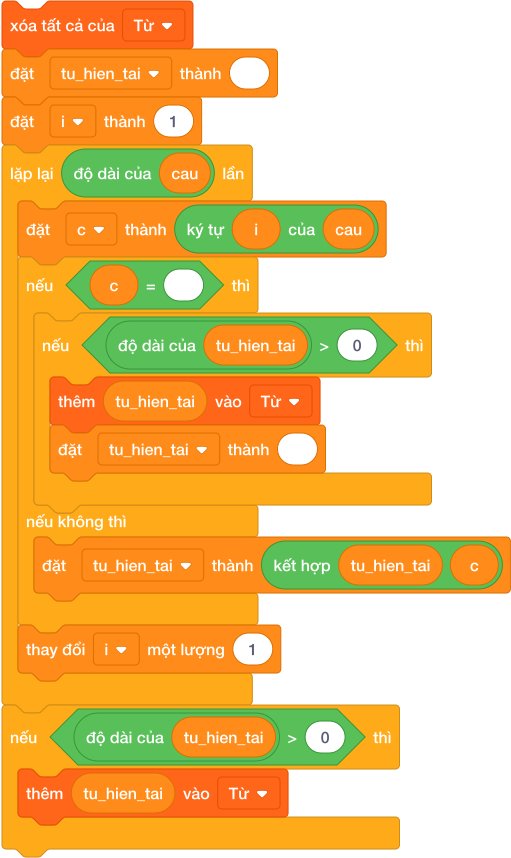 xóa tất cả của Từ
đặt tu_hien_tai thành
đặt i thành 1
lặp lại độ dài của cau lần
đặt c thành ký tự i của cau
nếu c = thì
nếu độ dài của tu_hien_tai > 0 thì
thêm tu_hien_tai vào Từ
đặt tu_hien_tai thành
nếu không thì
đặt tu_hien_tai thành kết hợp tu_hien_tai c
thay đổi i một lượng 1
nếu độ dài của tu_hien_tai > 0 thì
thêm tu_hien_tai vào Từ